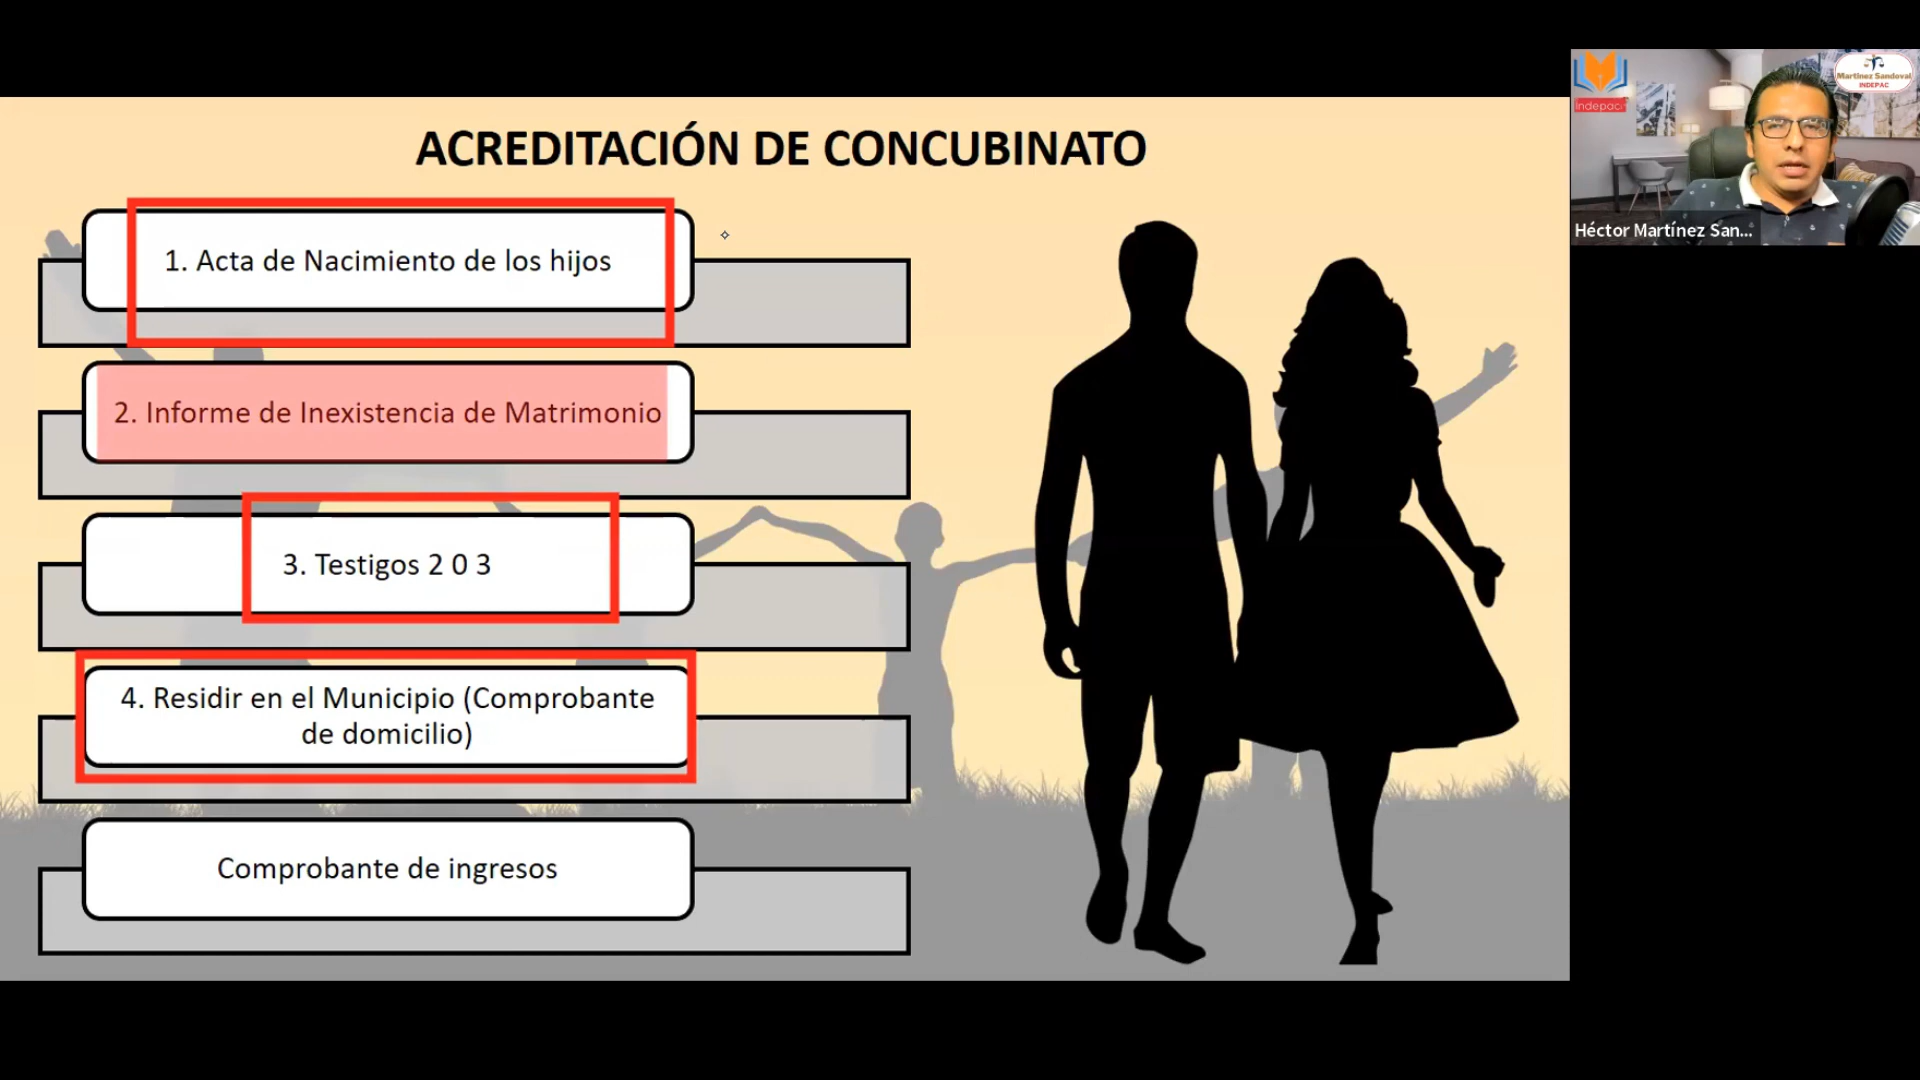 ACREDITACIÓN DE CONCUBINATO
1. Acta de Nacimiento de los hijos
2. Informe de Inexistencia de Matrimonio
3. Testigos 2 0 3
4. Residir en el Municipio (Comprobante
de domicilio)
Comprobante de ingresos
Indepac
Martínez Sandoval
INDEPAC
Héctor Martínez San...